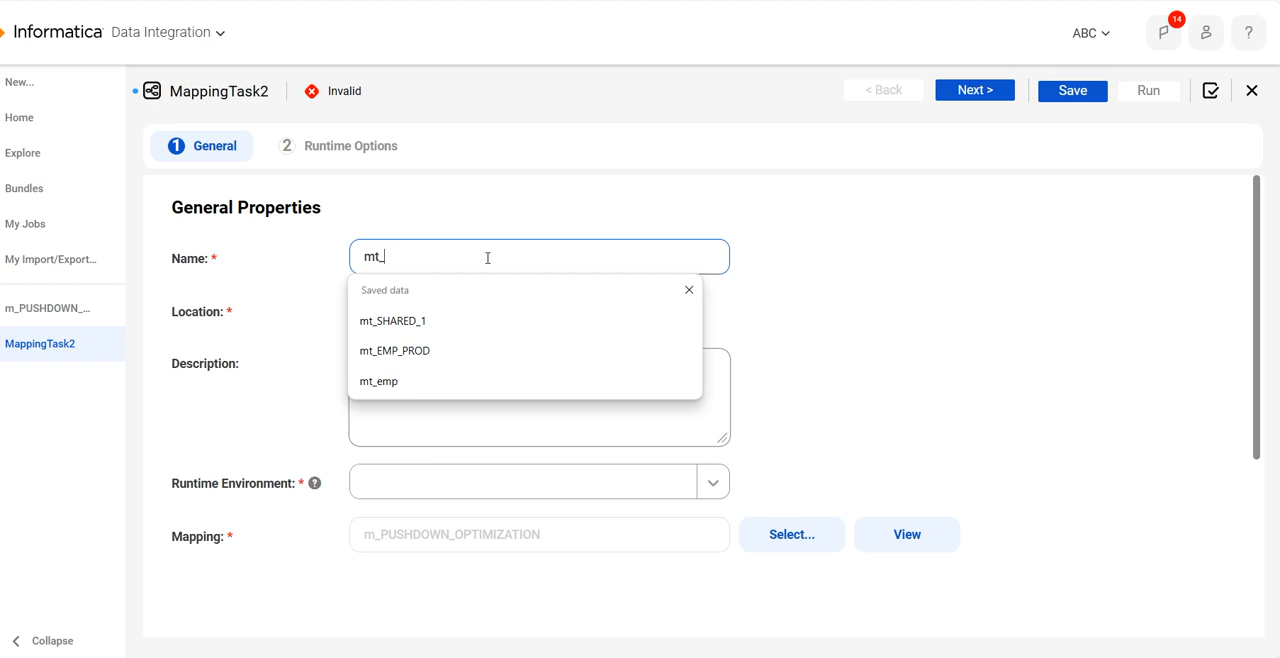 Informatica Data Integration
ABC
14
?
New...
Home
Explore
Bundles
My Jobs
My Import/Export...
m_PUSHDOWN_...
MappingTask2
Collapse
MappingTask2
Invalid
< Back
Next >
Save
Run
1 General
2 Runtime Options
General Properties
Name: *
mt_
Saved data
mt_SHARED_1
mt_EMP_PROD
mt_emp
Location: *
Description:
Runtime Environment: * ?
Mapping: *
m_PUSHDOWN_OPTIMIZATION
Select...
View